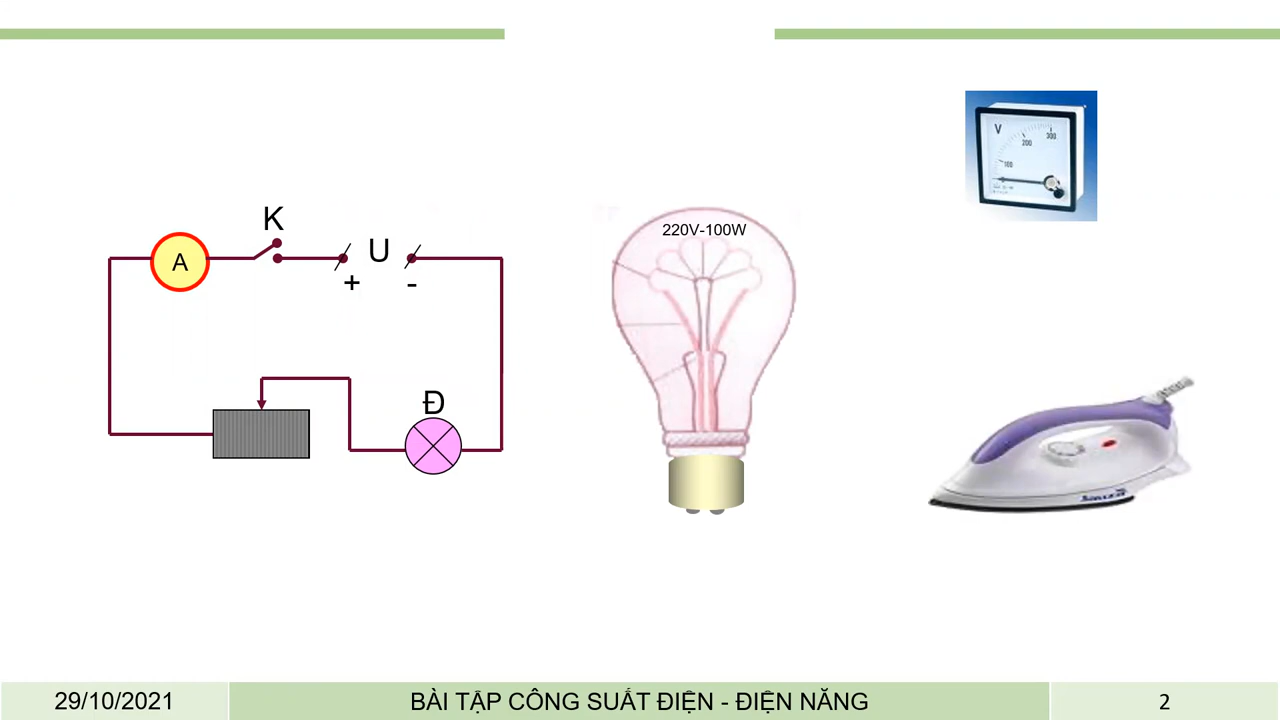 K
A
U
+
-
Đ
220V-100W
V
100
200
300
29/10/2021
BÀI TẬP CÔNG SUẤT ĐIỆN - ĐIỆN NĂNG
2